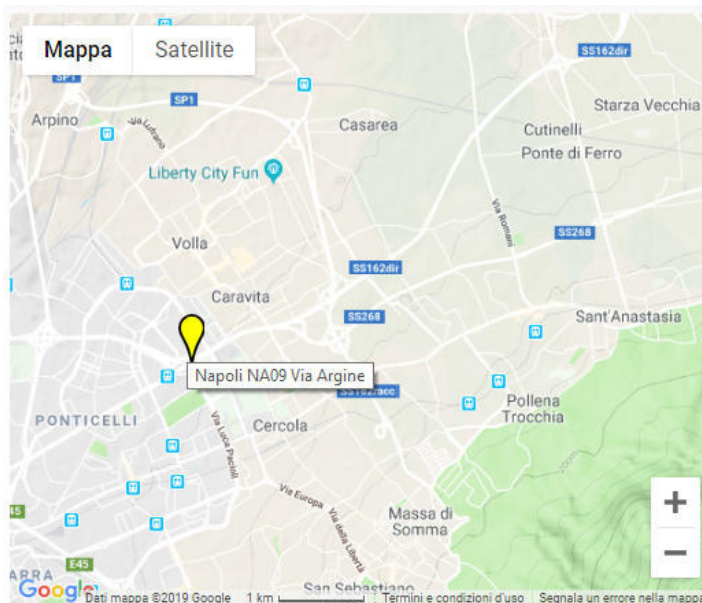 Mappa
Satellite
SS162dir
SP1
SP1
Starza Vecchia
Arpino
Via Lufrano
Casarea
Cutinelli
Ponte di Ferro
Liberty City Fun
Via Romani
Volla
SS268
SS162dir
Caravita
SS268
Sant'Anastasia
Napoli NA09 Via Argine
SS162racc
Pollena
Trocchia
PONTICELLI
Via Luca Pacioli
Cercola
Via Europa
Via della Libertà
Massa di
Somma
+
−
E45
San Sebastiano
Google
Dati mappa ©2019 Google
1 km
Termini e condizioni d'uso
Segnala un errore nella mappa